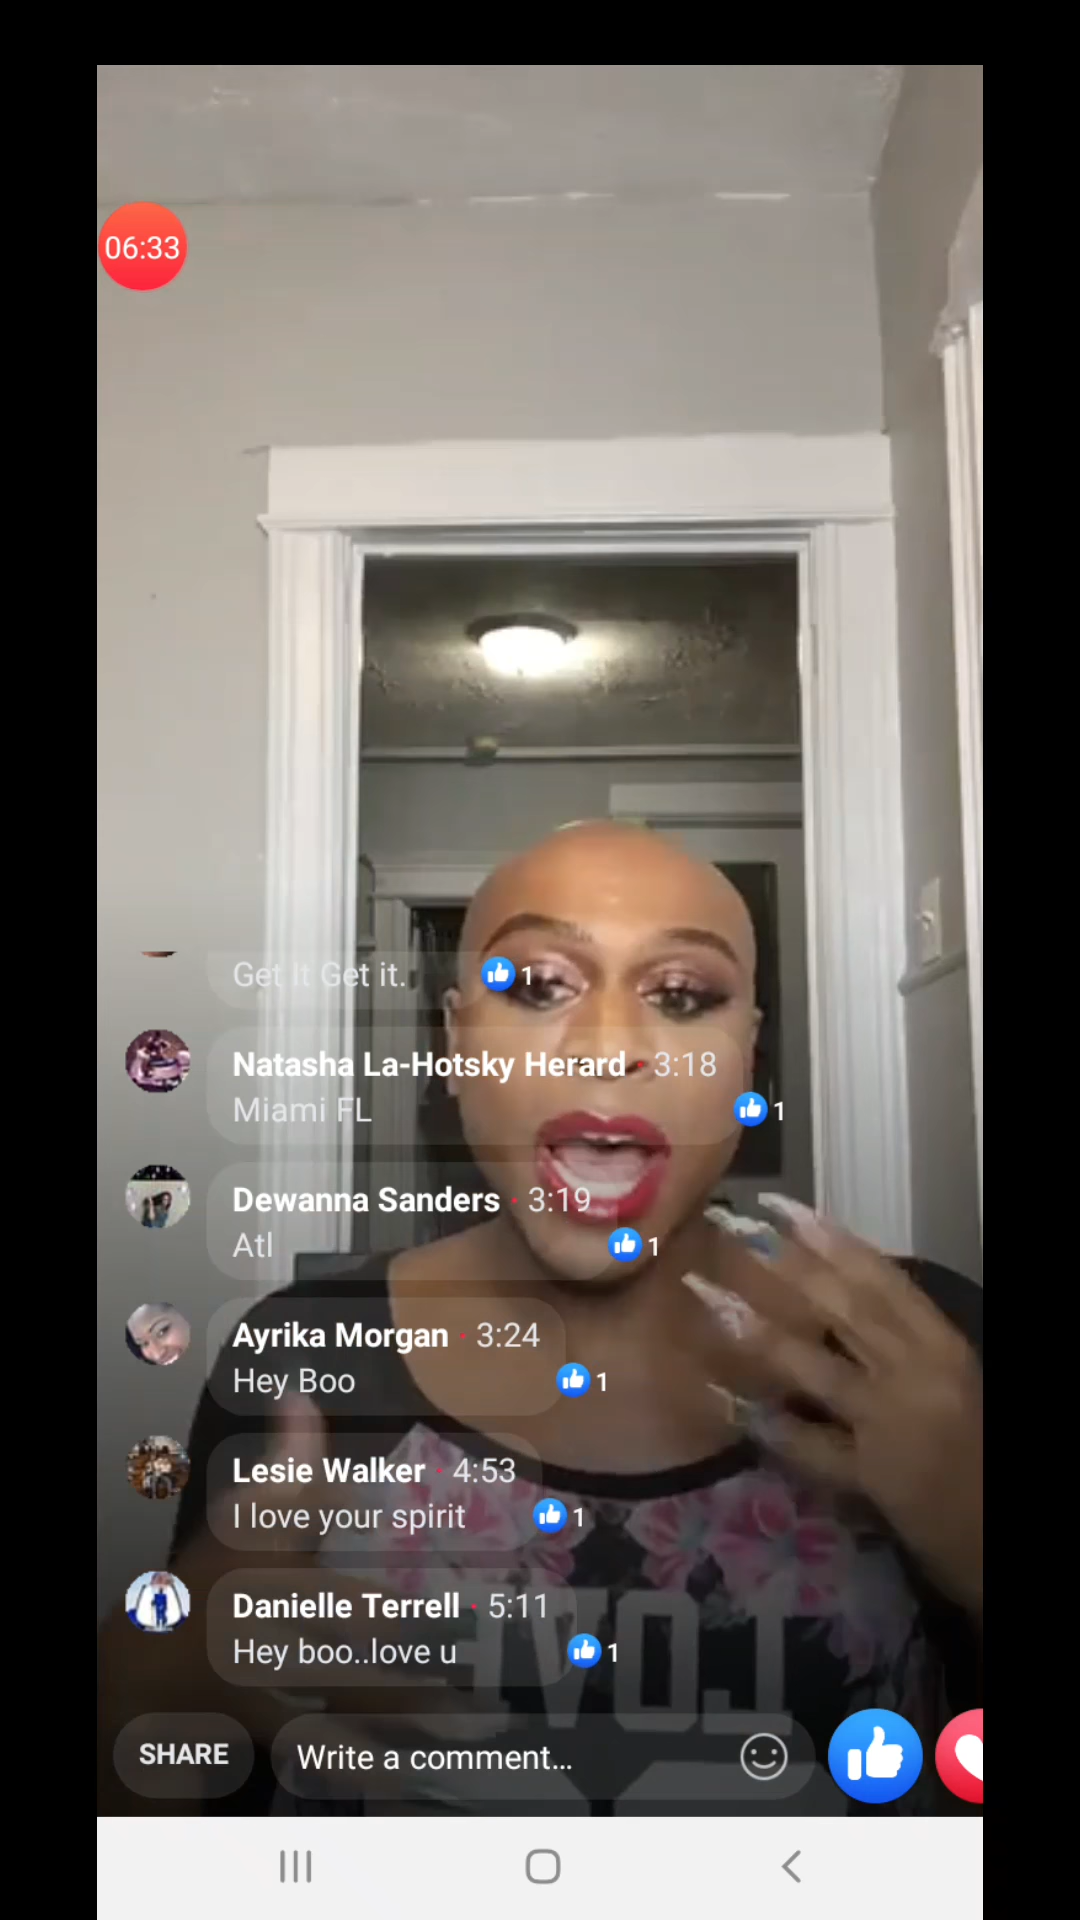 06:33
Get It Get it.
1
Natasha La-Hotsky Herard · 3:18
Miami FL
1
Dewanna Sanders · 3:19
Atl
1
Ayrika Morgan · 3:24
Hey Boo
1
Lesie Walker · 4:53
I love your spirit
1
Danielle Terrell · 5:11
Hey boo..love u
1
LOVE
SHARE
Write a comment...